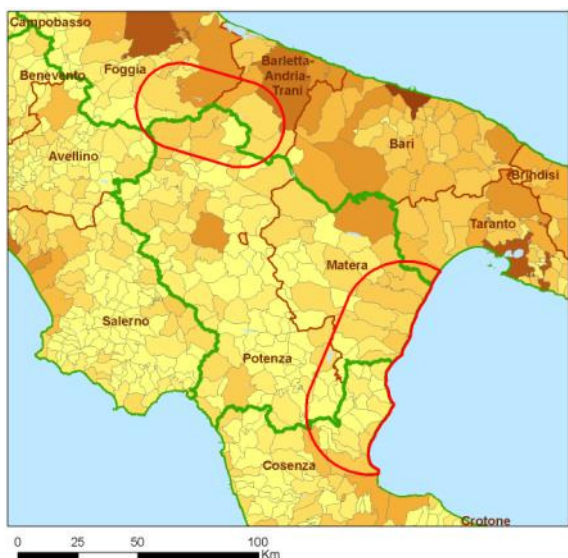 Campobasso
Foggia
Barletta-
Andria-
Trani
Benevento
Avellino
Bari
Brindisi
Taranto
Matera
Salerno
Potenza
Cosenza
Crotone
0 25 50 100
Km